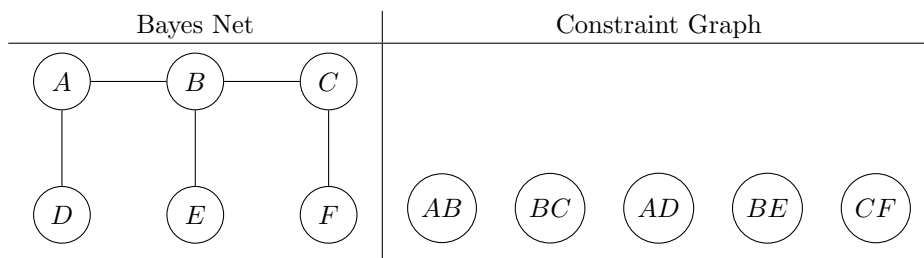 Bayes Net Constraint Graph
A B C
D E F AB BC AD BE CF